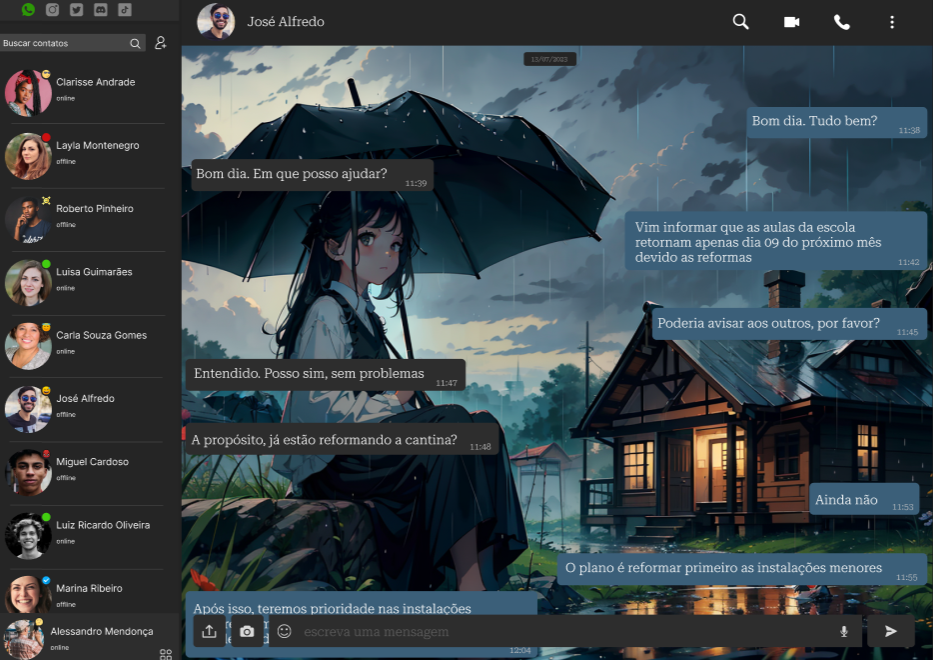 Buscar contatos
Clarisse Andrade
online
Layla Montenegro
offline
Roberto Pinheiro
offline
Luisa Guimarães
online
Carla Souza Gomes
online
José Alfredo
offline
Miguel Cardoso
offline
Luiz Ricardo Oliveira
online
Marina Ribeiro
offline
Alessandro Mendonça
online
José Alfredo
13/07/2023
Bom dia. Tudo bem?
11:38
Bom dia. Em que posso ajudar?
11:39
Vim informar que as aulas da escola
retornam apenas dia 09 do próximo mês
devido as reformas
11:42
Poderia avisar aos outros, por favor?
11:45
Entendido. Posso sim, sem problemas
11:47
A propósito, já estão reformando a cantina?
11:48
Ainda não
11:53
O plano é reformar primeiro as instalações menores
11:55
Após isso, teremos prioridade nas instalações
escreva uma mensagem
12:04